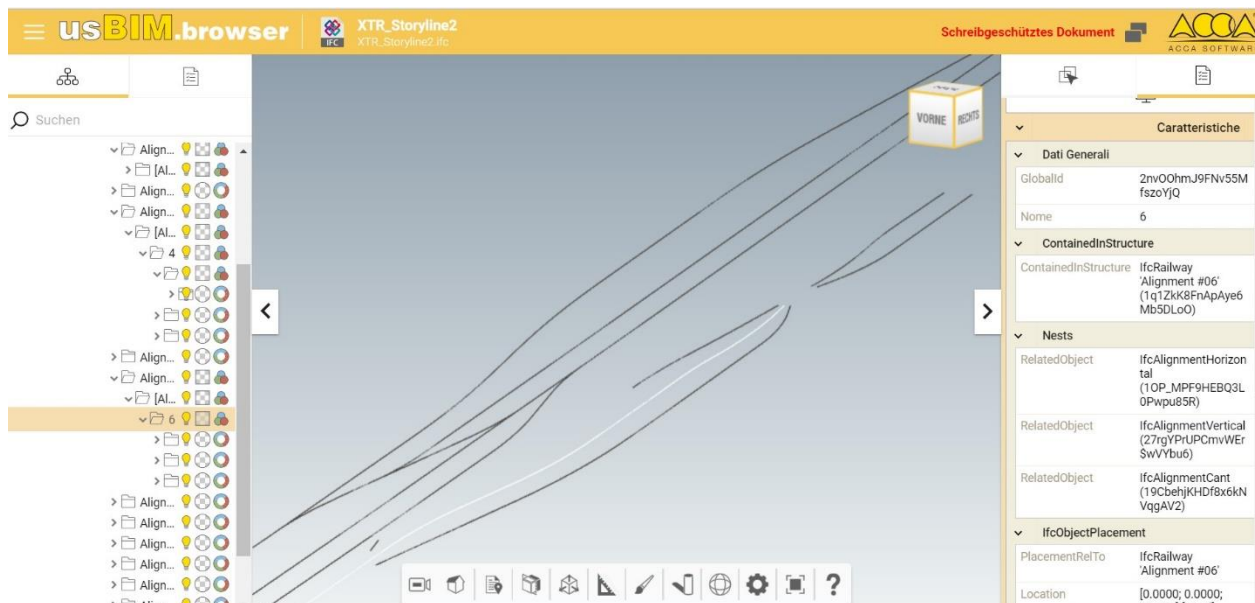 usBIM.browser
IFC
XTR_Storyline2
XTR_Storyline2.ifc
Schreibgeschütztes Dokument
ACCA
ACCA SOFTWAR
Suchen
Align...
[Al...
Align...
Align...
[Al...
4
Align...
Align...
[Al...
6
Align...
Align...
Align...
Align...
Align...
VORNE
RECHTS
Caratteristiche
Dati Generali
GlobalId 2nvOOhmJ9FNv55M
fszoYjQ
Nome 6
ContainedInStructure
ContainedInStructure IfcRailway
'Alignment #06'
(1q1ZkK8FnApAye6
Mb5DLoO)
Nests
RelatedObject IfcAlignmentHorizon
tal
(1OP_MPF9HEBQ3L
0Pwpu85R)
RelatedObject IfcAlignmentVertical
(27rgYPrUPCmvWEr
$wVYbu6)
RelatedObject IfcAlignmentCant
(19CbehjKHDf8x6kN
VqgAV2)
IfcObjectPlacement
PlacementRelTo IfcRailway
'Alignment #06'
Location [0.0000; 0.0000;
?